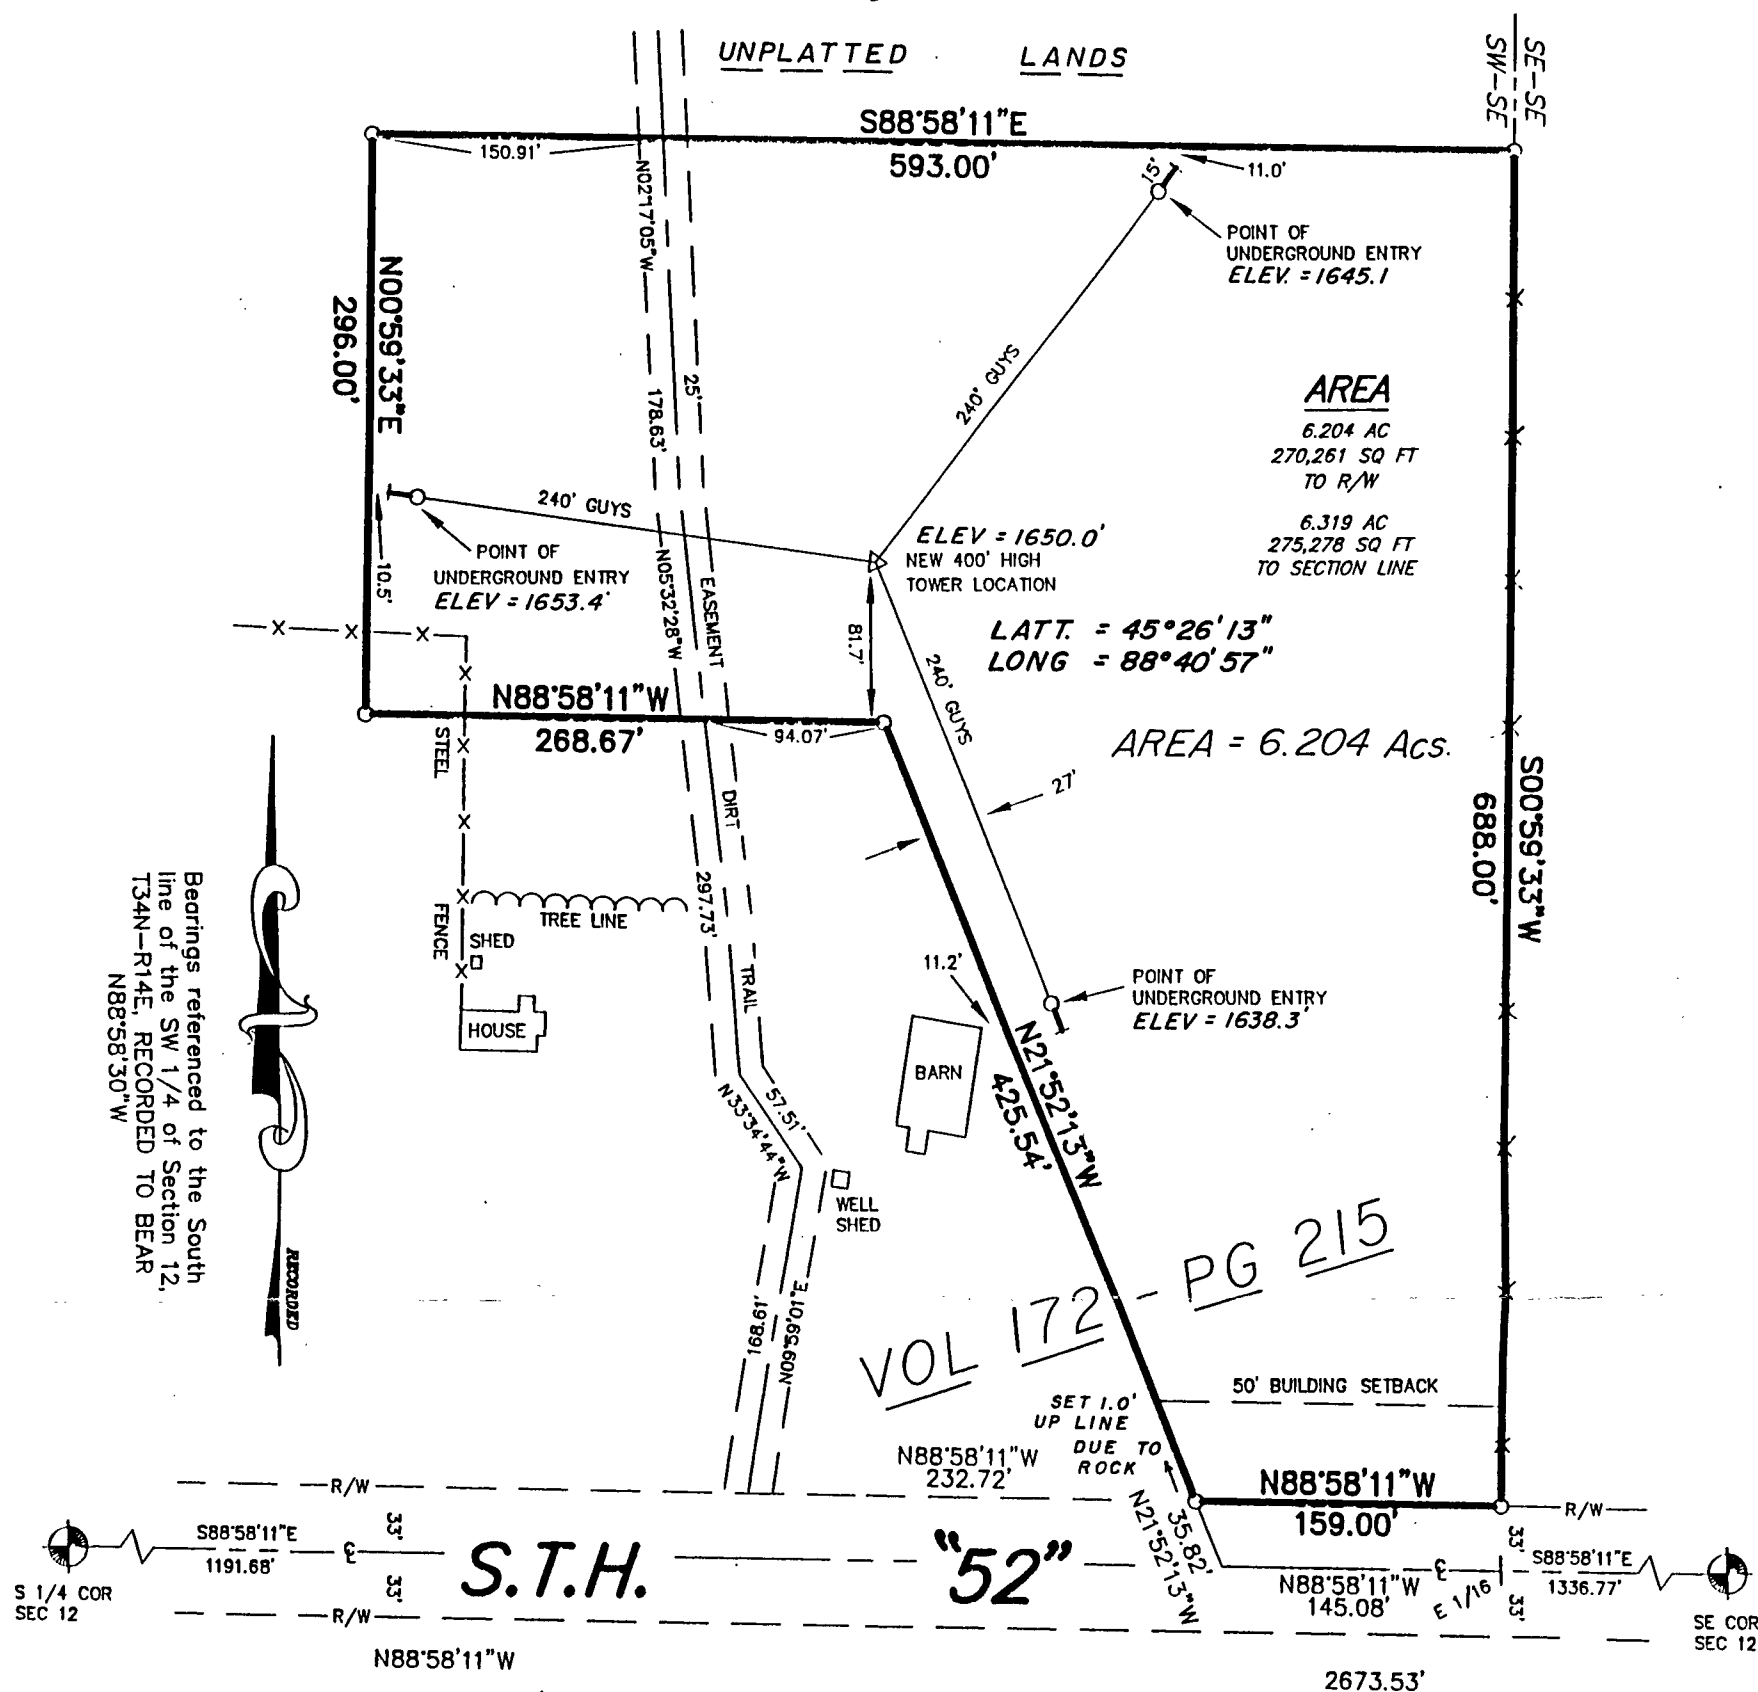 UNPLATTED LANDS
SW-SE
SE-SE
S88°58'11"E
593.00'
150.91'
11.0'
15'
POINT OF
UNDERGROUND ENTRY
ELEV. = 1645.1
N02°17'05"W
178.63'
25'
N00°59'33"E
296.00'
240' GUYS
AREA
6.204 AC
270,261 SQ FT
TO R/W
6.319 AC
275,278 SQ FT
TO SECTION LINE
240' GUYS
POINT OF
UNDERGROUND ENTRY
ELEV = 1653.4'
10.5'
ELEV = 1650.0'
NEW 400' HIGH
TOWER LOCATION
81.7'
N05°32'28"W
EASEMENT
LATT. = 45°26'13"
LONG = 88°40'57"
240' GUYS
N88°58'11"W
268.67'
94.07'
AREA = 6.204 Acs.
27'
S00°59'33"W
688.00'
STEEL
FENCE
DIRT
TRAIL
297.73'
TREE LINE
SHED
HOUSE
11.2'
BARN
POINT OF
UNDERGROUND ENTRY
ELEV = 1638.3'
N21°52'13"W
425.54'
57.51'
N33°34'44"W
WELL
SHED
168.61'
N09°59'01"E
Bearings referenced to the South
line of the SW 1/4 of Section 12,
T34N-R14E, RECORDED TO BEAR
N88°58'30"W
RECORDED
VOL 172 - PG 215
50' BUILDING SETBACK
SET 1.0'
UP LINE
DUE TO
ROCK
N88°58'11"W
232.72'
N88°58'11"W
159.00'
R/W
R/W
35.82'
N21°52'13"W
S88°58'11"E
1191.68'
33'
33'
S.T.H. "52"
N88°58'11"W
145.08'
E 1/16
33'
33'
S88°58'11"E
1336.77'
S 1/4 COR
SEC 12
SE COR
SEC 12
R/W
N88°58'11"W
2673.53'